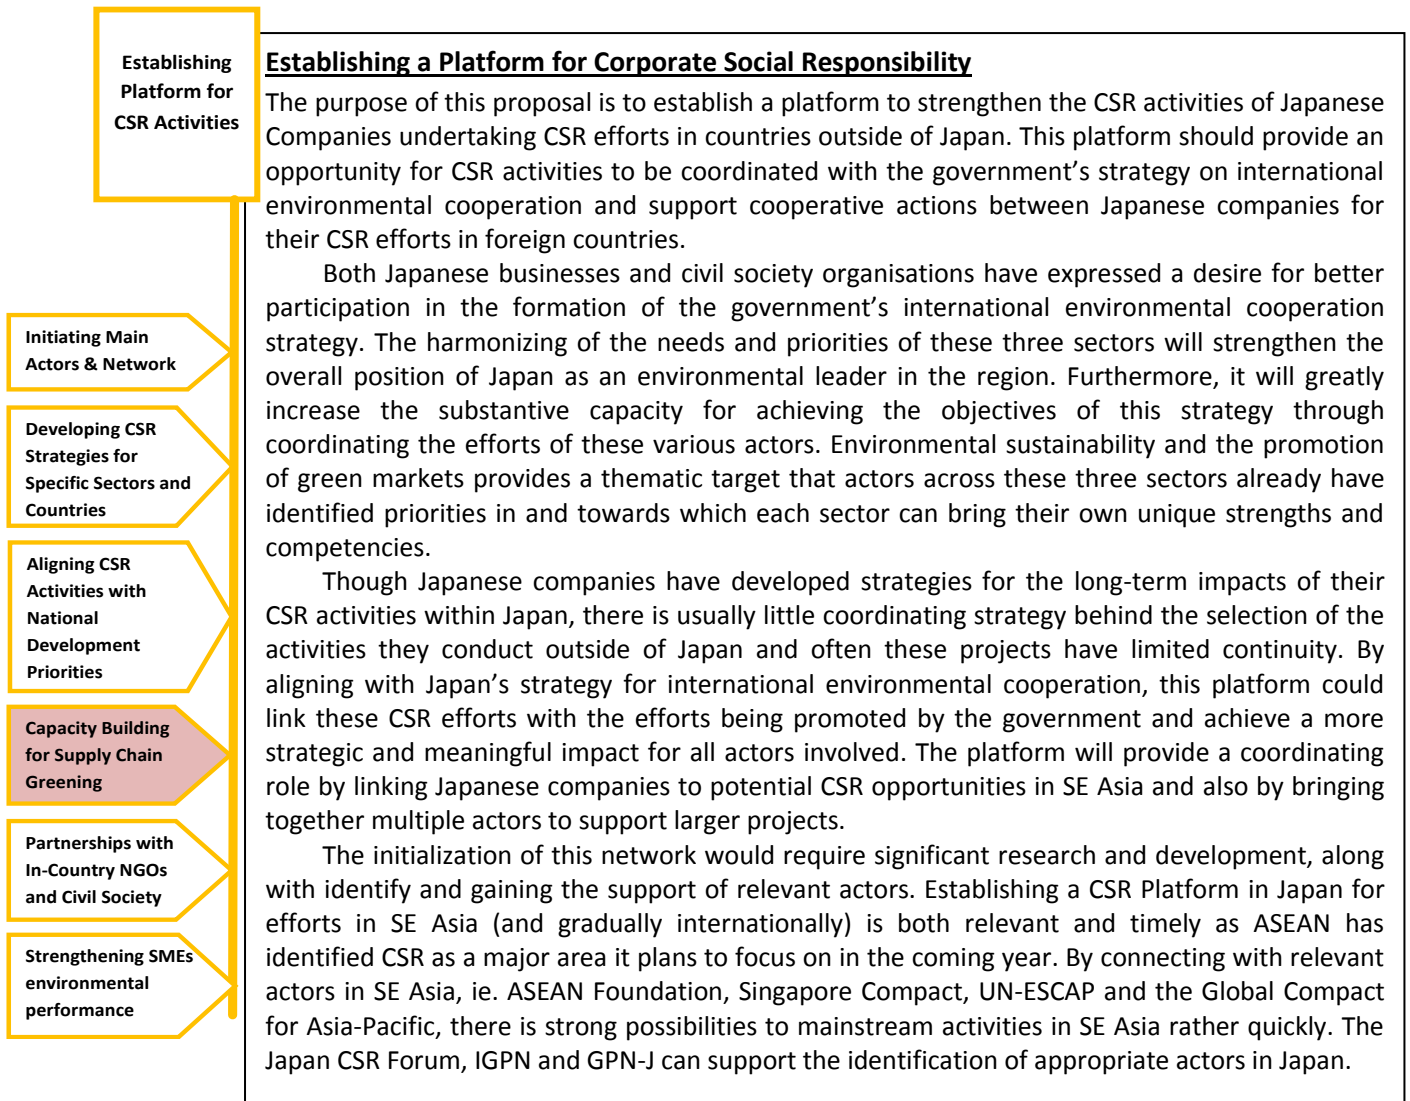 Establishing
Platform for
CSR Activities
Initiating Main
Actors & Network
Developing CSR
Strategies for
Specific Sectors and
Countries
Aligning CSR
Activities with
National
Development
Priorities
Capacity Building
for Supply Chain
Greening
Partnerships with
In-Country NGOs
and Civil Society
Strengthening SMEs
environmental
performance
Establishing a Platform for Corporate Social Responsibility
The purpose of this proposal is to establish a platform to strengthen the CSR activities of Japanese
Companies undertaking CSR efforts in countries outside of Japan. This platform should provide an
opportunity for CSR activities to be coordinated with the government's strategy on international
environmental cooperation and support cooperative actions between Japanese companies for
their CSR efforts in foreign countries.
Both Japanese businesses and civil society organisations have expressed a desire for better
participation in the formation of the government's international environmental cooperation
strategy. The harmonizing of the needs and priorities of these three sectors will strengthen the
overall position of Japan as an environmental leader in the region. Furthermore, it will greatly
increase the substantive capacity for achieving the objectives of this strategy through
coordinating the efforts of these various actors. Environmental sustainability and the promotion
of green markets provides a thematic target that actors across these three sectors already have
identified priorities in and towards which each sector can bring their own unique strengths and
competencies.
Though Japanese companies have developed strategies for the long-term impacts of their
CSR activities within Japan, there is usually little coordinating strategy behind the selection of the
activities they conduct outside of Japan and often these projects have limited continuity. By
aligning with Japan's strategy for international environmental cooperation, this platform could
link these CSR efforts with the efforts being promoted by the government and achieve a more
strategic and meaningful impact for all actors involved. The platform will provide a coordinating
role by linking Japanese companies to potential CSR opportunities in SE Asia and also by bringing
together multiple actors to support larger projects.
The initialization of this network would require significant research and development, along
with identify and gaining the support of relevant actors. Establishing a CSR Platform in Japan for
efforts in SE Asia (and gradually internationally) is both relevant and timely as ASEAN has
identified CSR as a major area it plans to focus on in the coming year. By connecting with relevant
actors in SE Asia, ie. ASEAN Foundation, Singapore Compact, UN-ESCAP and the Global Compact
for Asia-Pacific, there is strong possibilities to mainstream activities in SE Asia rather quickly. The
Japan CSR Forum, IGPN and GPN-J can support the identification of appropriate actors in Japan.